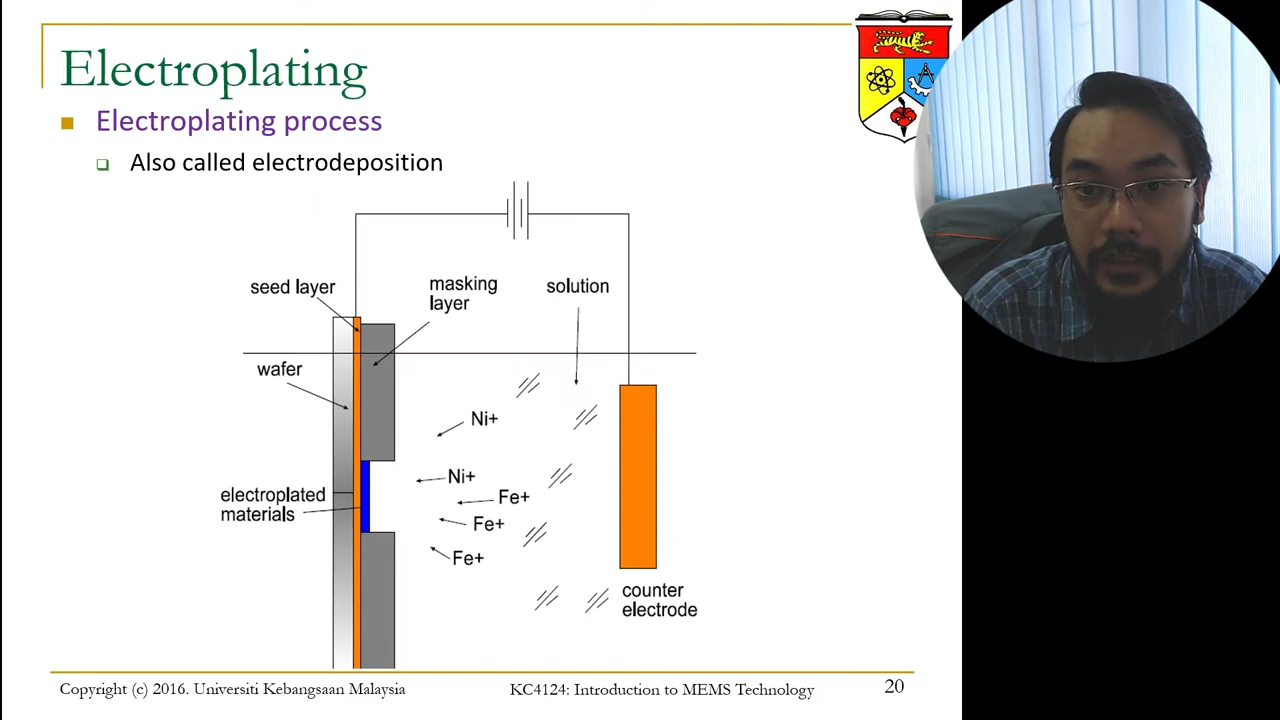 Electroplating
Electroplating process
Also called electrodeposition
seed layer
masking
layer
solution
wafer
Ni+
Ni+
Fe+
Fe+
Fe+
electroplated
materials
counter
electrode
Copyright (c) 2016. Universiti Kebangsaan Malaysia
KC4124: Introduction to MEMS Technology
20